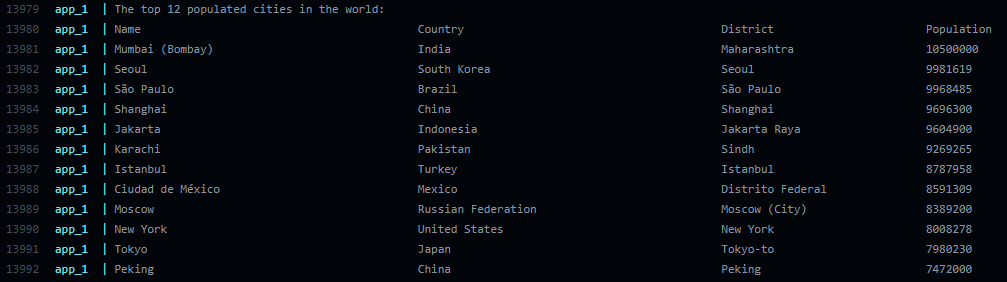 13979 app_1 | The top 12 populated cities in the world:
13980 app_1 | Name Country District Population
13981 app_1 | Mumbai (Bombay) India Maharashtra 10500000
13982 app_1 | Seoul South Korea Seoul 9981619
13983 app_1 | São Paulo Brazil São Paulo 9968485
13984 app_1 | Shanghai China Shanghai 9696300
13985 app_1 | Jakarta Indonesia Jakarta Raya 9604900
13986 app_1 | Karachi Pakistan Sindh 9269265
13987 app_1 | Istanbul Turkey Istanbul 8787958
13988 app_1 | Ciudad de México Mexico Distrito Federal 8591309
13989 app_1 | Moscow Russian Federation Moscow (City) 8389200
13990 app_1 | New York United States New York 8008278
13991 app_1 | Tokyo Japan Tokyo-to 7980230
13992 app_1 | Peking China Peking 7472000